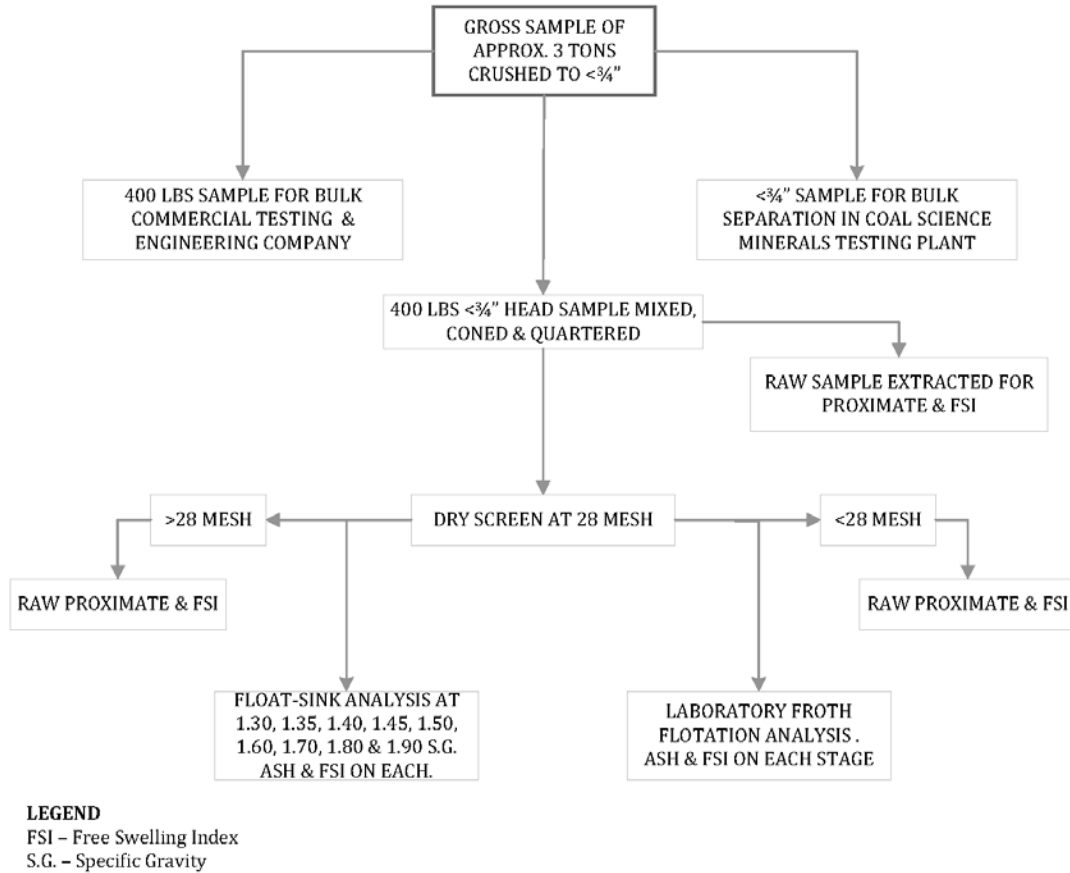 GROSS SAMPLE OF
APPROX. 3 TONS
CRUSHED TO <¾”
400 LBS SAMPLE FOR BULK
COMMERCIAL TESTING &
ENGINEERING COMPANY
<¾” SAMPLE FOR BULK
SEPARATION IN COAL SCIENCE
MINERALS TESTING PLANT
400 LBS <¾” HEAD SAMPLE MIXED,
CONED & QUARTERED
RAW SAMPLE EXTRACTED FOR
PROXIMATE & FSI
>28 MESH
DRY SCREEN AT 28 MESH
<28 MESH
RAW PROXIMATE & FSI
RAW PROXIMATE & FSI
FLOAT-SINK ANALYSIS AT
1.30, 1.35, 1.40, 1.45, 1.50,
1.60, 1.70, 1.80 & 1.90 S.G.
ASH & FSI ON EACH.
LABORATORY FROTH
FLOTATION ANALYSIS .
ASH & FSI ON EACH STAGE
LEGEND
FSI – Free Swelling Index
S.G. – Specific Gravity